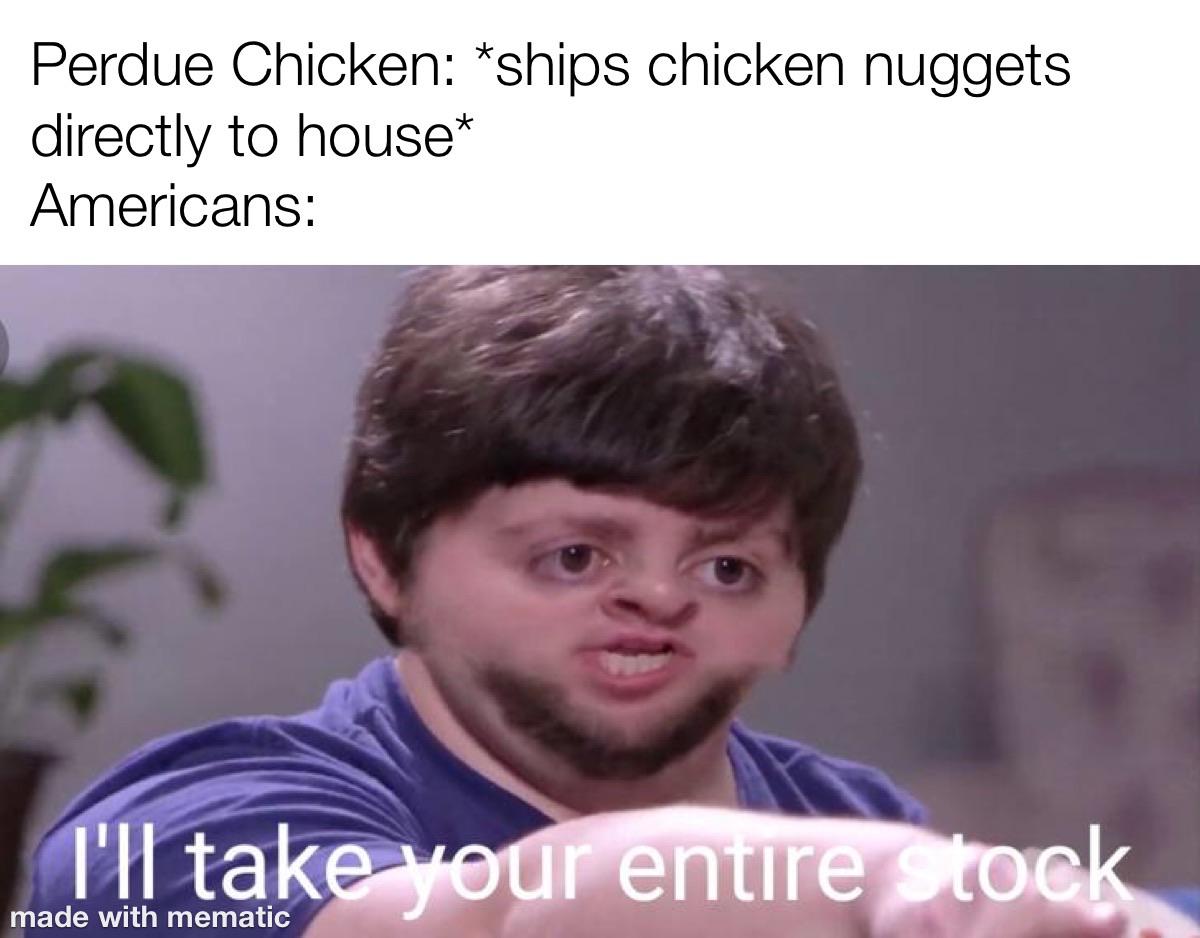 Perdue Chicken: *ships chicken nuggets
directly to house*
Americans:
I'll take your entire stock
made with mematic